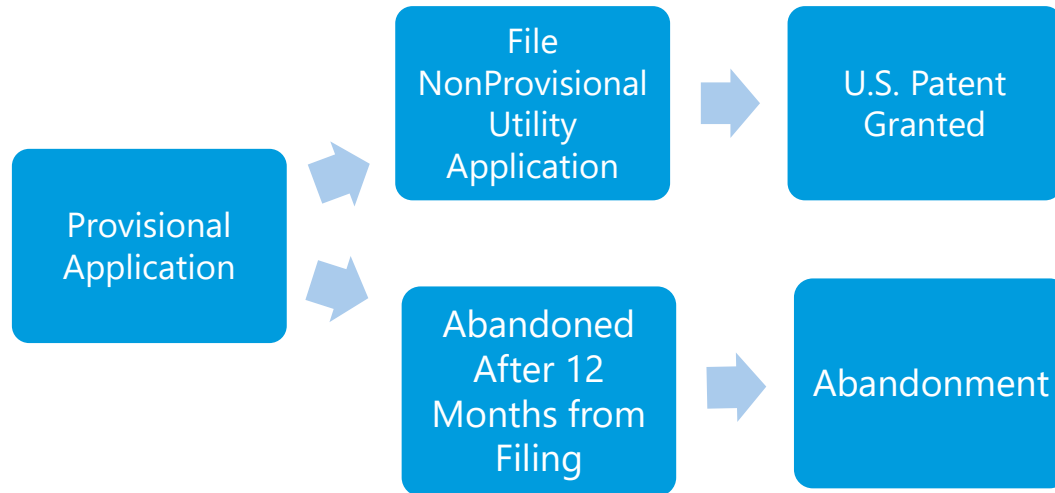 Provisional
Application
File
NonProvisional
Utility
Application
U.S. Patent
Granted
Abandoned
After 12
Months from
Filing
Abandonment